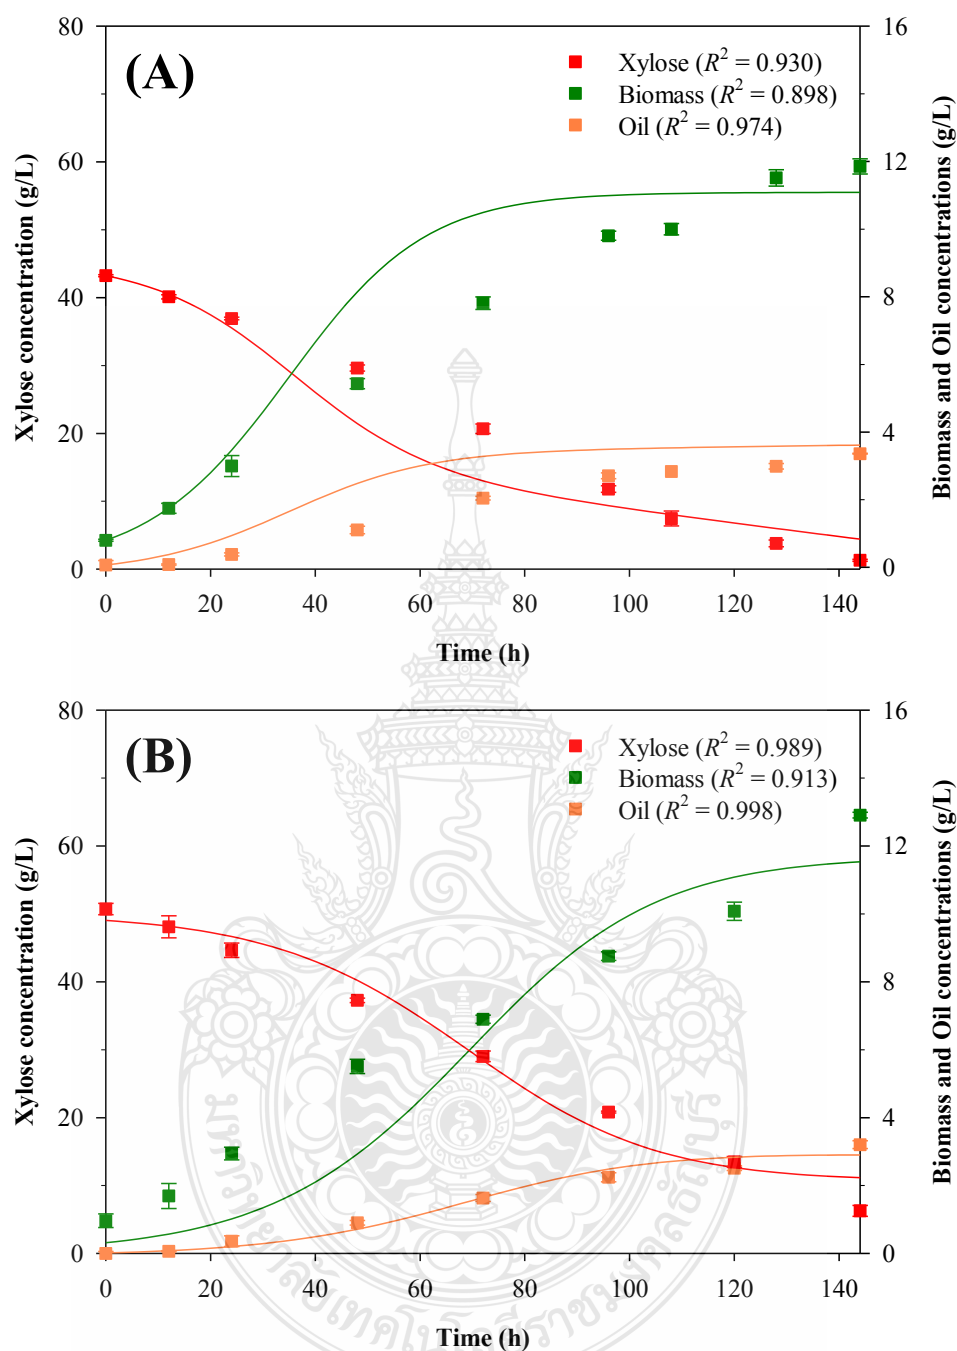 (A)
Xylose (R² = 0.930)
Biomass (R² = 0.898)
Oil (R² = 0.974)
Xylose concentration (g/L)
Biomass and Oil concentrations (g/L)
80
60
40
20
0
16
12
8
4
0
0 20 40 60 80 100 120 140
Time (h)
(B)
Xylose (R² = 0.989)
Biomass (R² = 0.913)
Oil (R² = 0.998)
Xylose concentration (g/L)
Biomass and Oil concentrations (g/L)
80
60
40
20
0
16
12
8
4
0
0 20 40 60 80 100 120 140
Time (h)